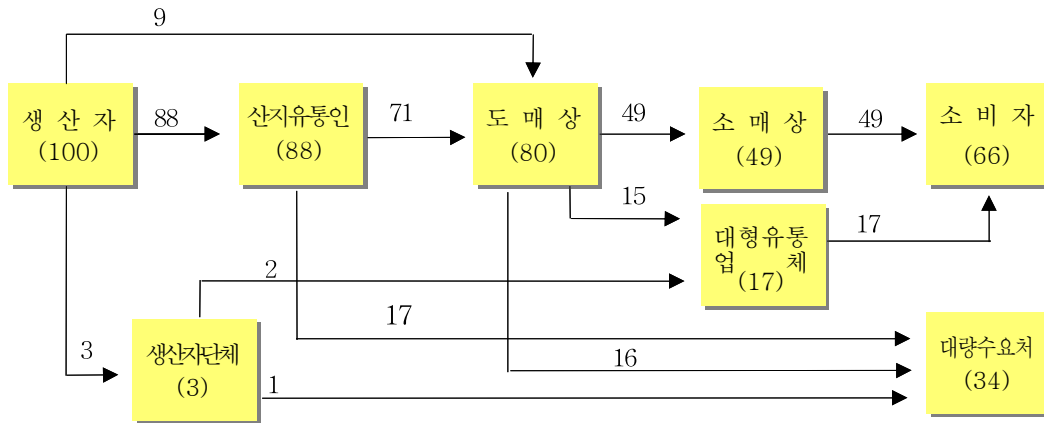 9
생 산 자
(100)
88
산지유통인
(88)
71
도 매 상
(80)
49
소 매 상
(49)
49
소 비 자
(66)
15
대형유통
업 체
(17)
17
2
17
3
생산자단체
(3)
1
16
대량수요처
(34)